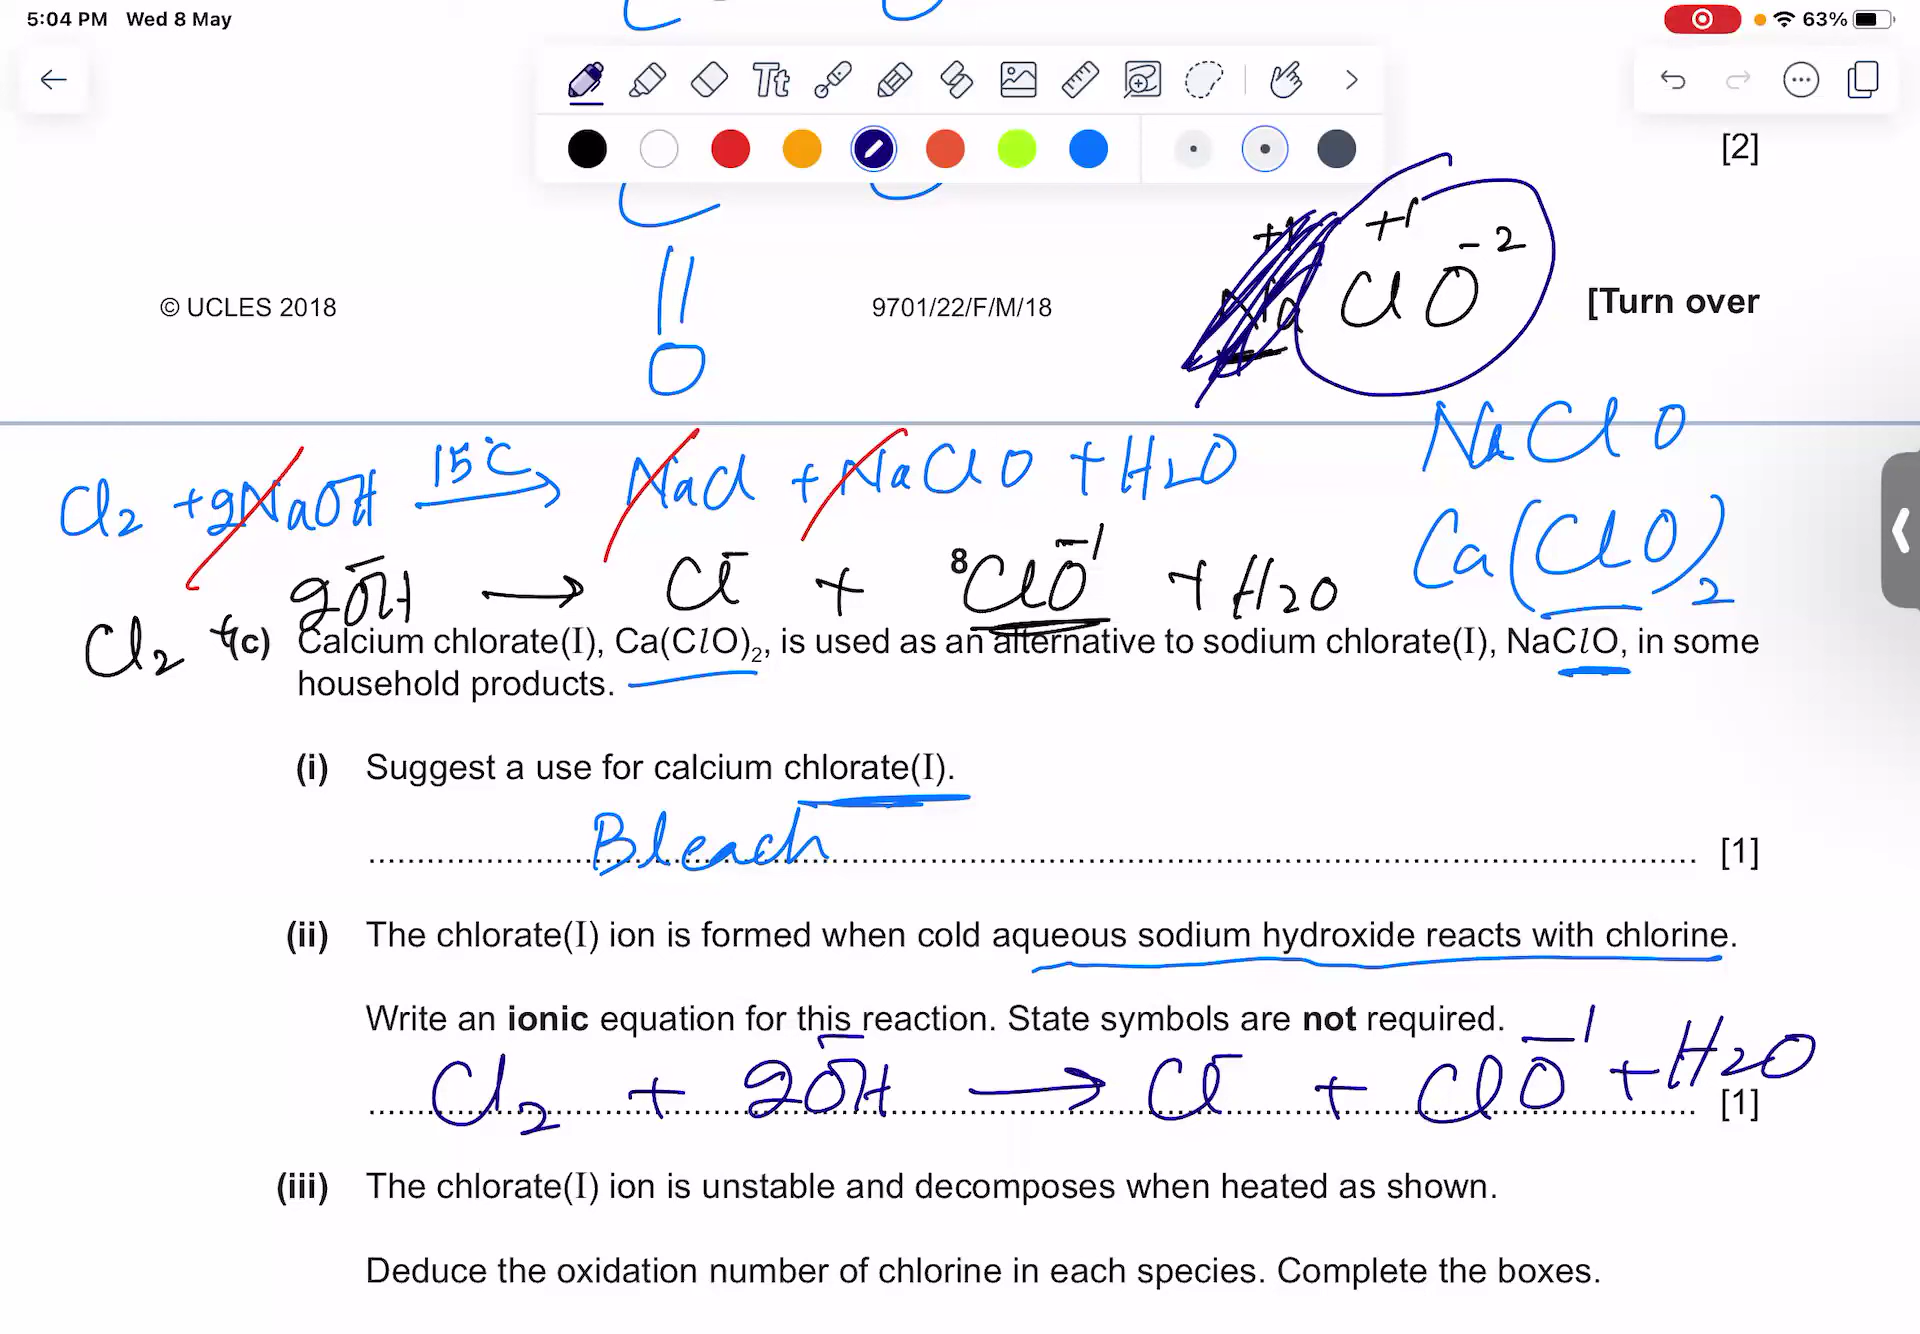 5:04 PM Wed 8 May
63%
Tt
[2]
+1 +1 -2
Na ClO
© UCLES 2018
9701/22/F/M/18
[Turn over
O
NaClO
Cl2 + 2NaOH 15°C → NaCl + NaClO + H2O
Ca(ClO)2
8
Cl2 + 2OH⁻ → Cl⁻ + ClO⁻¹ + H2O
(c) Calcium chlorate(I), Ca(ClO)2, is used as an alternative to sodium chlorate(I), NaClO, in some
household products.
(i) Suggest a use for calcium chlorate(I).
Bleach [1]
(ii) The chlorate(I) ion is formed when cold aqueous sodium hydroxide reacts with chlorine.
Write an ionic equation for this reaction. State symbols are not required.
Cl2 + 2OH⁻ → Cl⁻ + ClO⁻¹ + H2O
[1]
(iii) The chlorate(I) ion is unstable and decomposes when heated as shown.
Deduce the oxidation number of chlorine in each species. Complete the boxes.